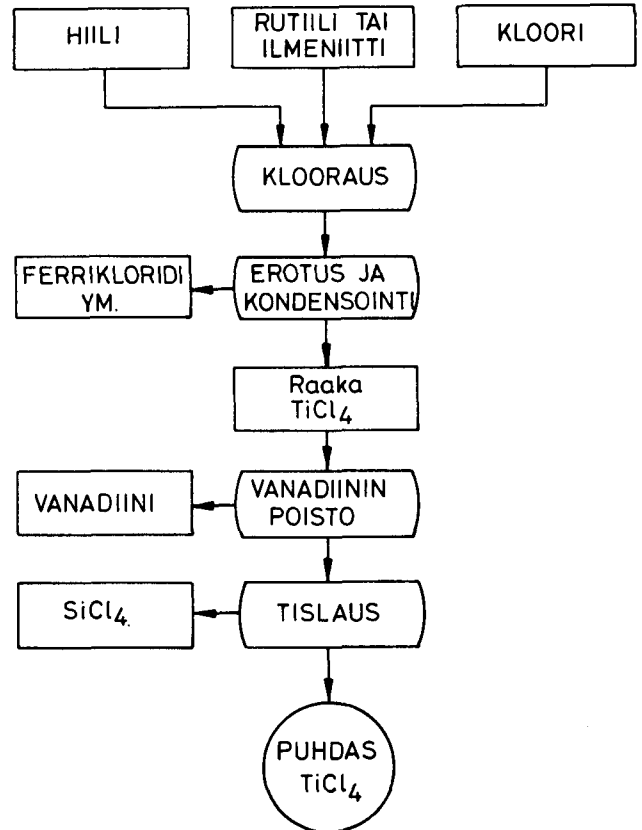 HIILI
RUTIILI TAI
ILMENIITTI
KLOORI
KLOORAUS
FERRIKLORIDI
YM.
EROTUS JA
KONDENSOINTI
Raaka
TiCl4
VANADIINI
VANADIININ
POISTO
SiCl4.
TISLAUS
PUHDAS
TiCl4